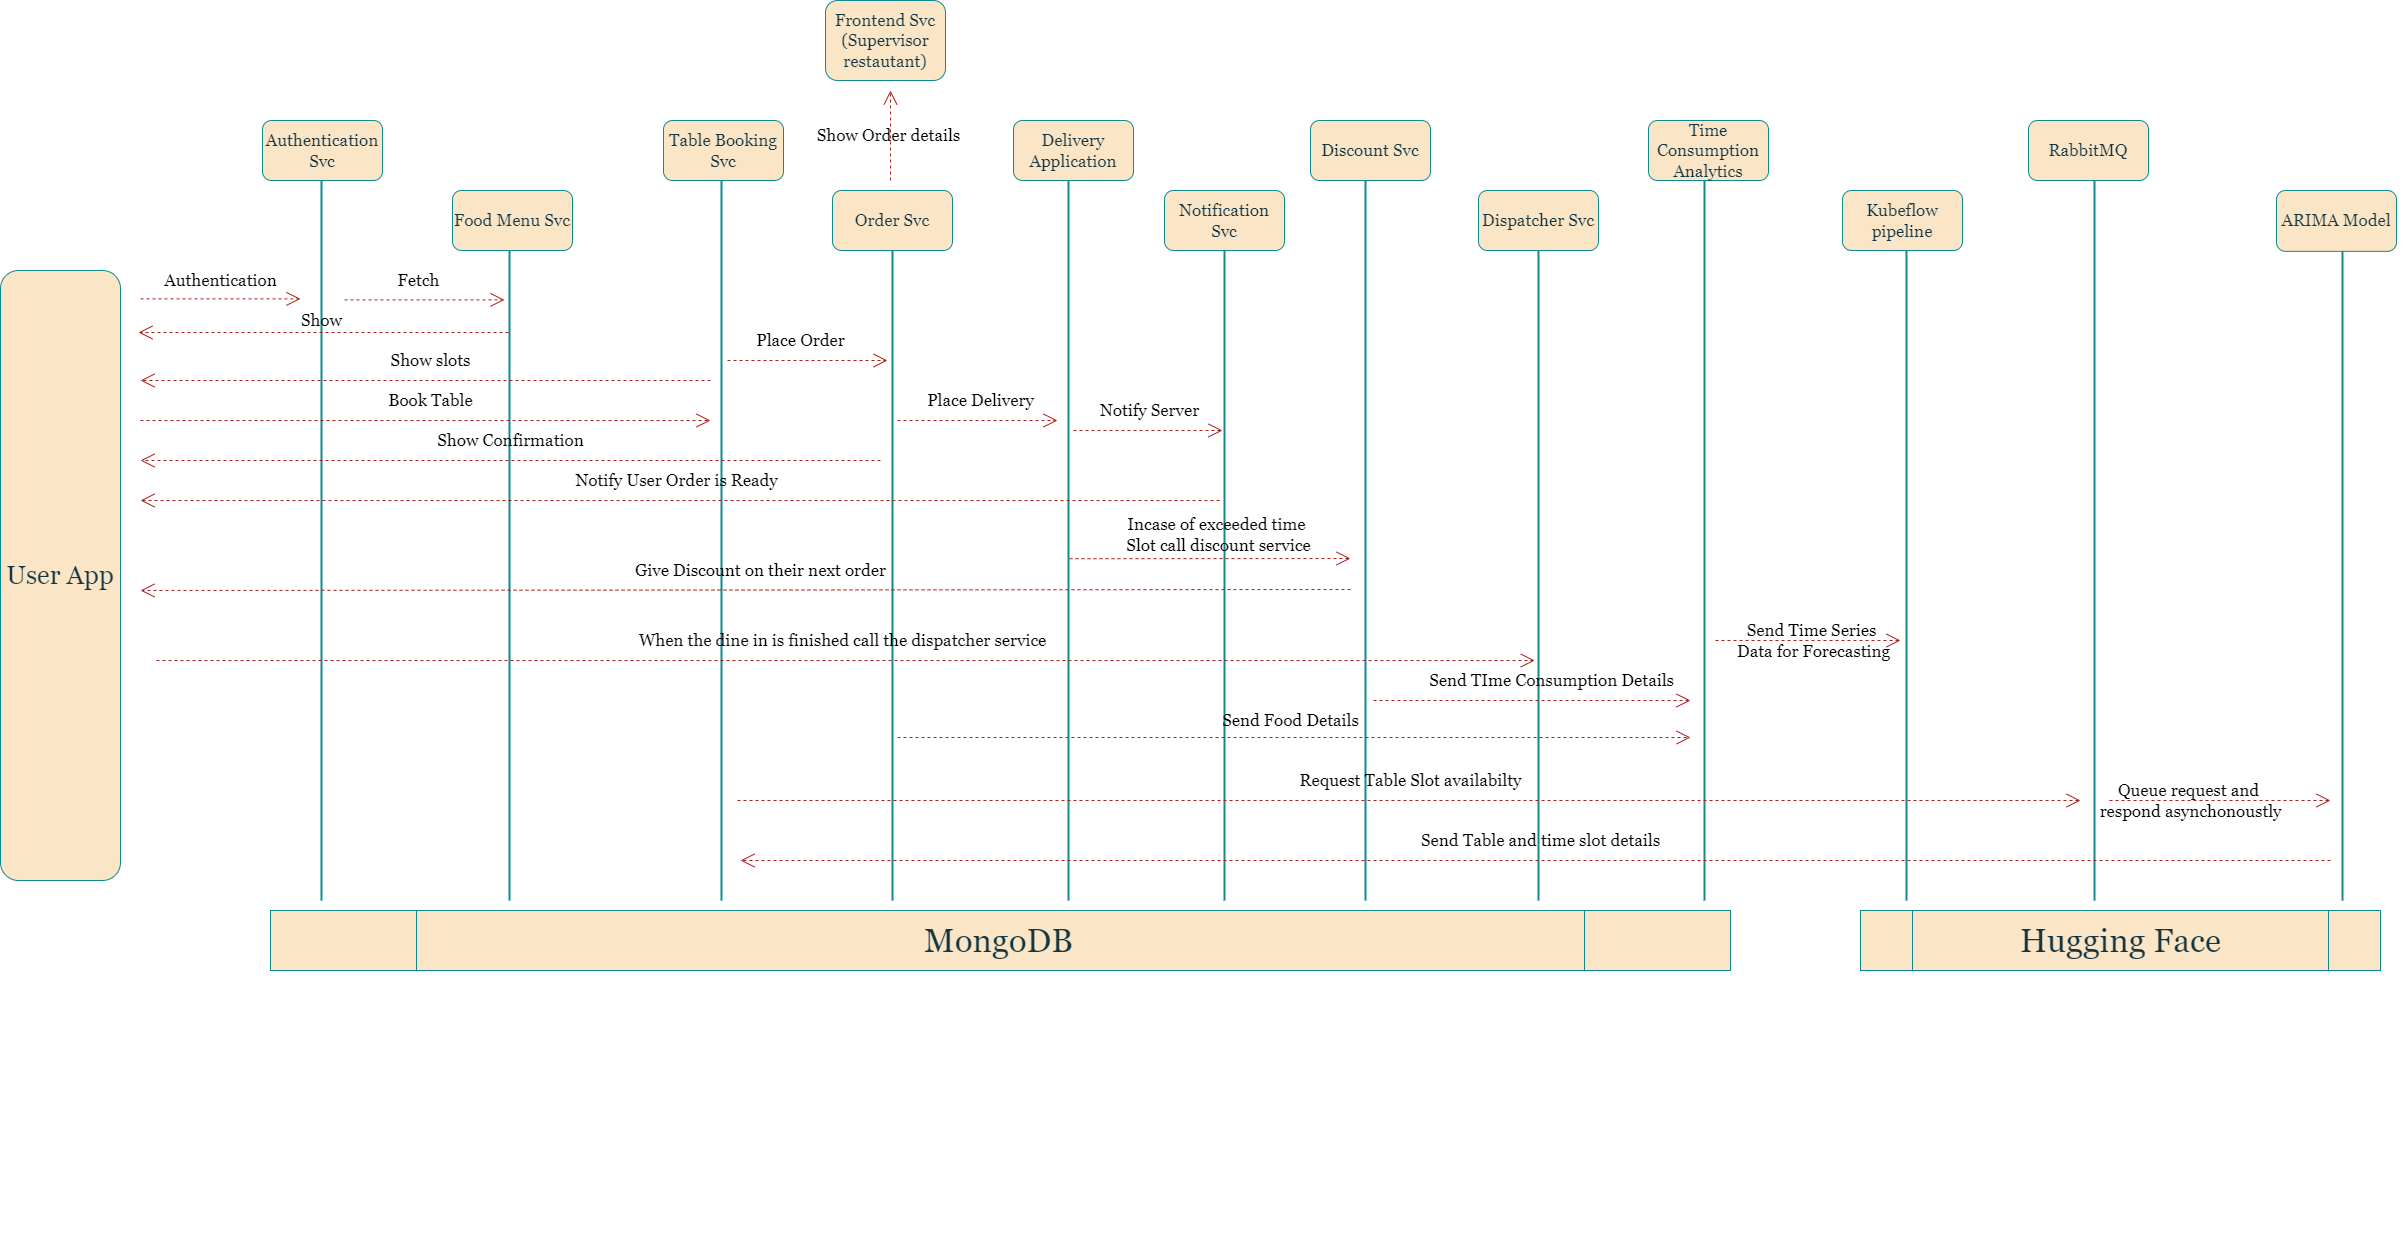 Frontend Svc
(Supervisor
restautant)
Show Order details
Authentication
Svc
Table Booking
Svc
Delivery
Application
Discount Svc
Time
Consumption
Analytics
RabbitMQ
Food Menu Svc
Order Svc
Notification
Svc
Dispatcher Svc
Kubeflow
pipeline
ARIMA Model
User App
Authentication
Fetch
Show
Place Order
Show slots
Book Table
Place Delivery
Notify Server
Show Confirmation
Notify User Order is Ready
Incase of exceeded time
Slot call discount service
Give Discount on their next order
When the dine in is finished call the dispatcher service
Send Time Series
Data for Forecasting
Send TIme Consumption Details
Send Food Details
Request Table Slot availabilty
Queue request and
respond asynchonoustly
Send Table and time slot details
MongoDB
Hugging Face